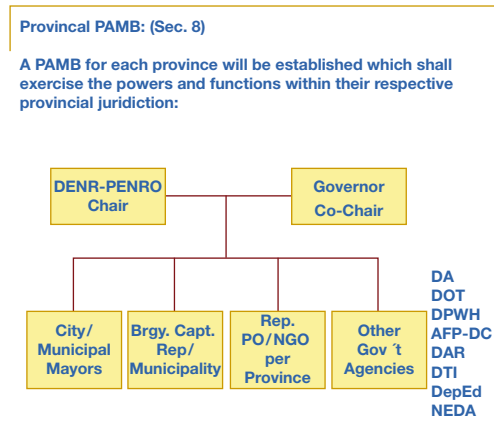 Provincal PAMB: (Sec. 8)
A PAMB for each province will be established which shall
exercise the powers and functions within their respective
provincial juridiction:
DENR-PENRO
Chair
Governor
Co-Chair
City/
Municipal
Mayors
Brgy. Capt.
Rep/
Municipality
Rep.
PO/NGO
per
Province
Other
Gov ´t
Agencies
DA
DOT
DPWH
AFP-DC
DAR
DTI
DepEd
NEDA